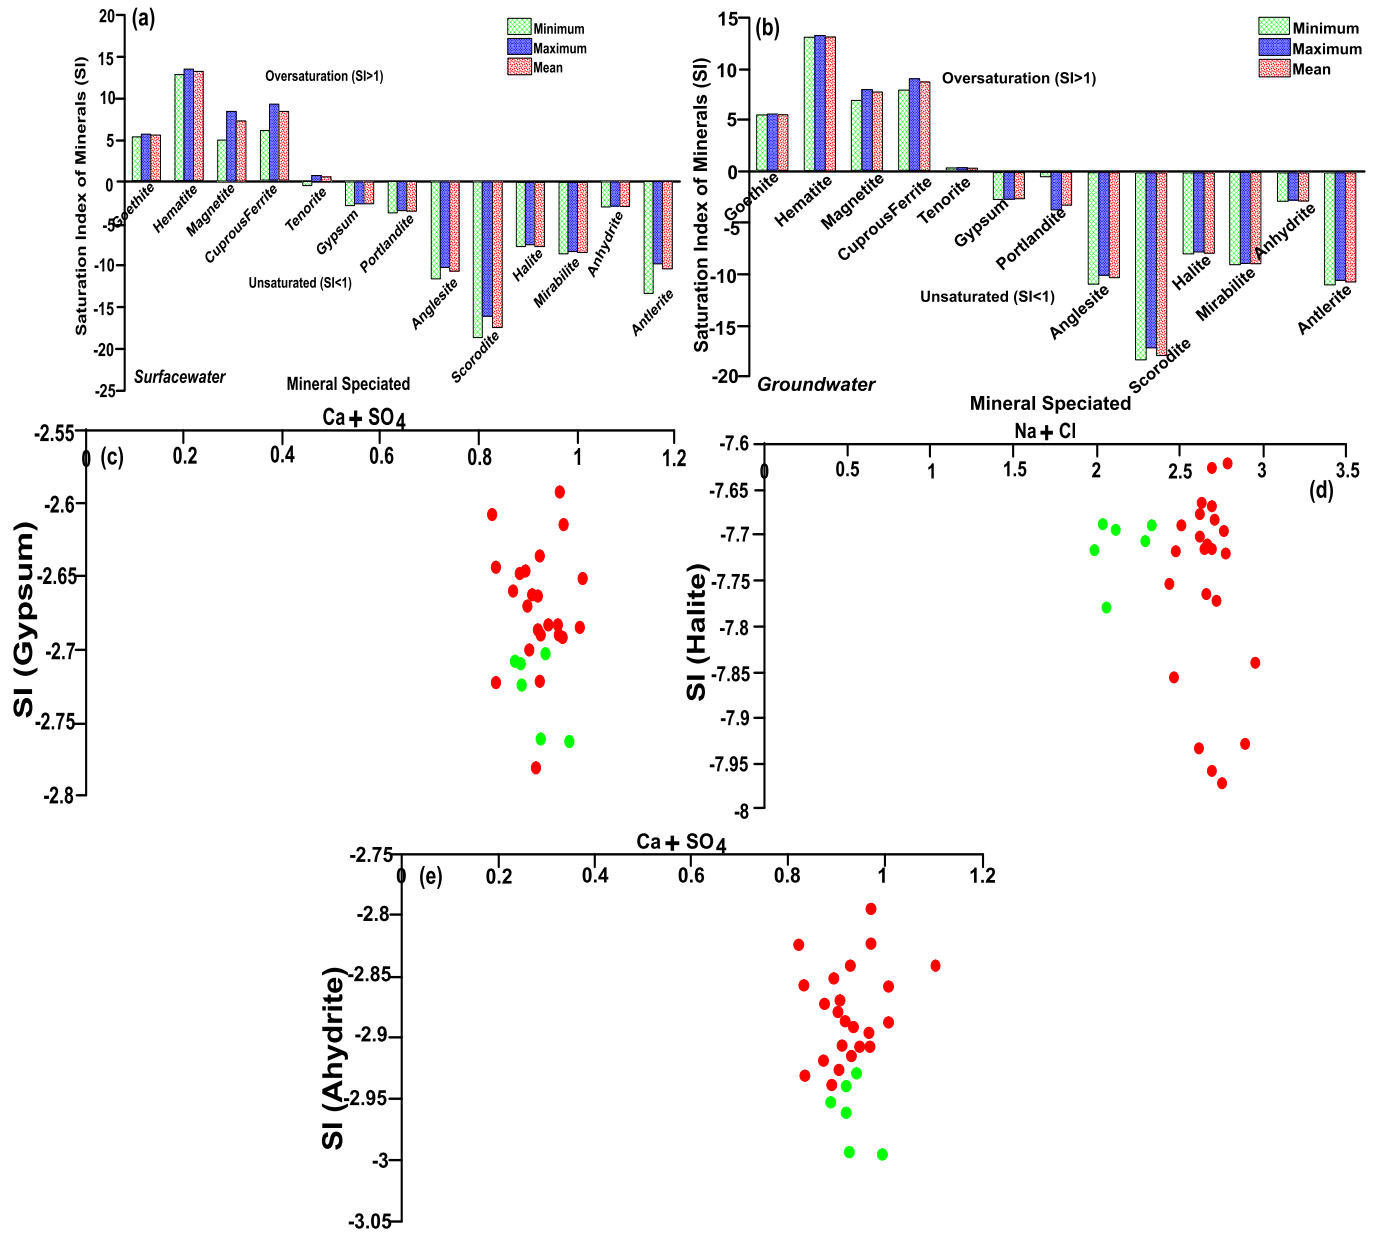 (a)
20
15
10
5
0
-5
-10
-15
-20
-25
Saturation Index of Minerals (SI)
Minimum
Maximum
Mean
Oversaturation (SI>1)
Unsaturated (SI<1)
Goethite
Hematite
Magnetite
CuprousFerrite
Tenorite
Gypsum
Portlandite
Anglesite
Scorodite
Halite
Mirabilite
Anhydrite
Antlerite
Surfacewater
Mineral Speciated
(b)
20
15
10
5
0
-5
-10
-15
-20
Saturation Index of Minerals (SI)
Minimum
Maximum
Mean
Oversaturation (SI>1)
Unsaturated (SI<1)
Goethite
Hematite
Magnetite
CuprousFerrite
Tenorite
Gypsum
Portlandite
Anglesite
Scorodite
Halite
Mirabilite
Anhydrite
Antlerite
Groundwater
Mineral Speciated
Ca + SO4
(c)
0 0.2 0.4 0.6 0.8 1 1.2
-2.55
-2.6
-2.65
-2.7
-2.75
-2.8
SI (Gypsum)
Na + Cl
(d)
0 0.5 1 1.5 2 2.5 3 3.5
-7.6
-7.65
-7.7
-7.75
-7.8
-7.85
-7.9
-7.95
-8
SI (Halite)
Ca + SO4
(e)
0 0.2 0.4 0.6 0.8 1 1.2
-2.75
-2.8
-2.85
-2.9
-2.95
-3
-3.05
SI (Ahydrite)